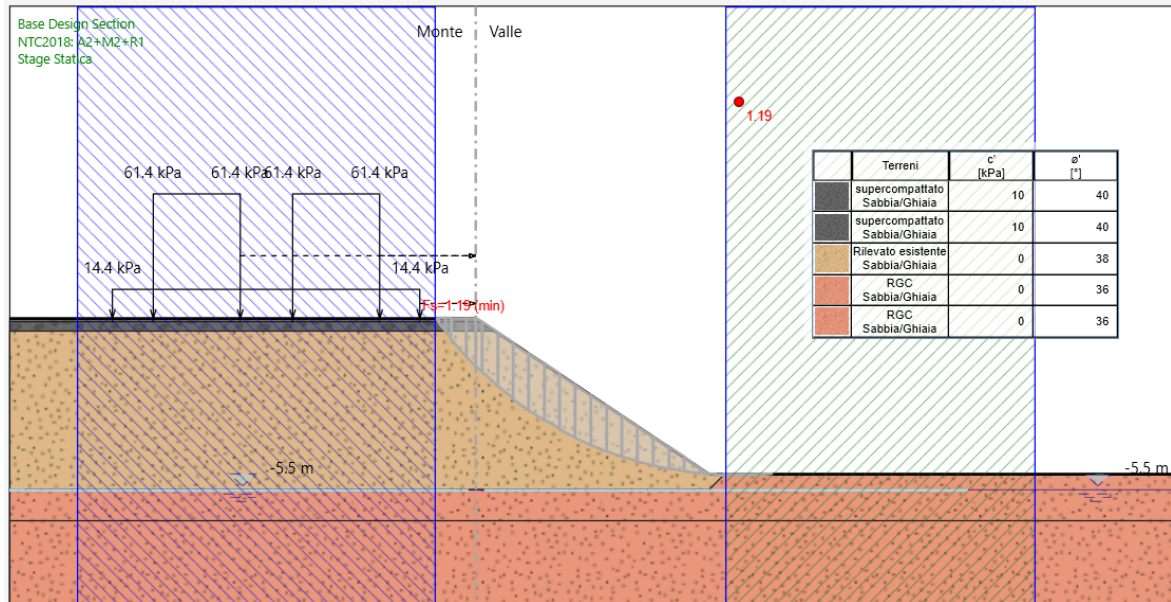 Base Design Section
NTC2018: A2+M2+R1
Stage Statica
Monte
Valle
1.19
61.4 kPa
61.4 kPa
61.4 kPa
61.4 kPa
14.4 kPa
14.4 kPa
Fs=1.19 (min)
Terreni c' [kPa] ø' [°]
supercompattato
Sabbia/Ghiaia 10 40
supercompattato
Sabbia/Ghiaia 10 40
Rilevato esistente
Sabbia/Ghiaia 0 38
RGC
Sabbia/Ghiaia 0 36
RGC
Sabbia/Ghiaia 0 36
-5.5 m
-5.5 m